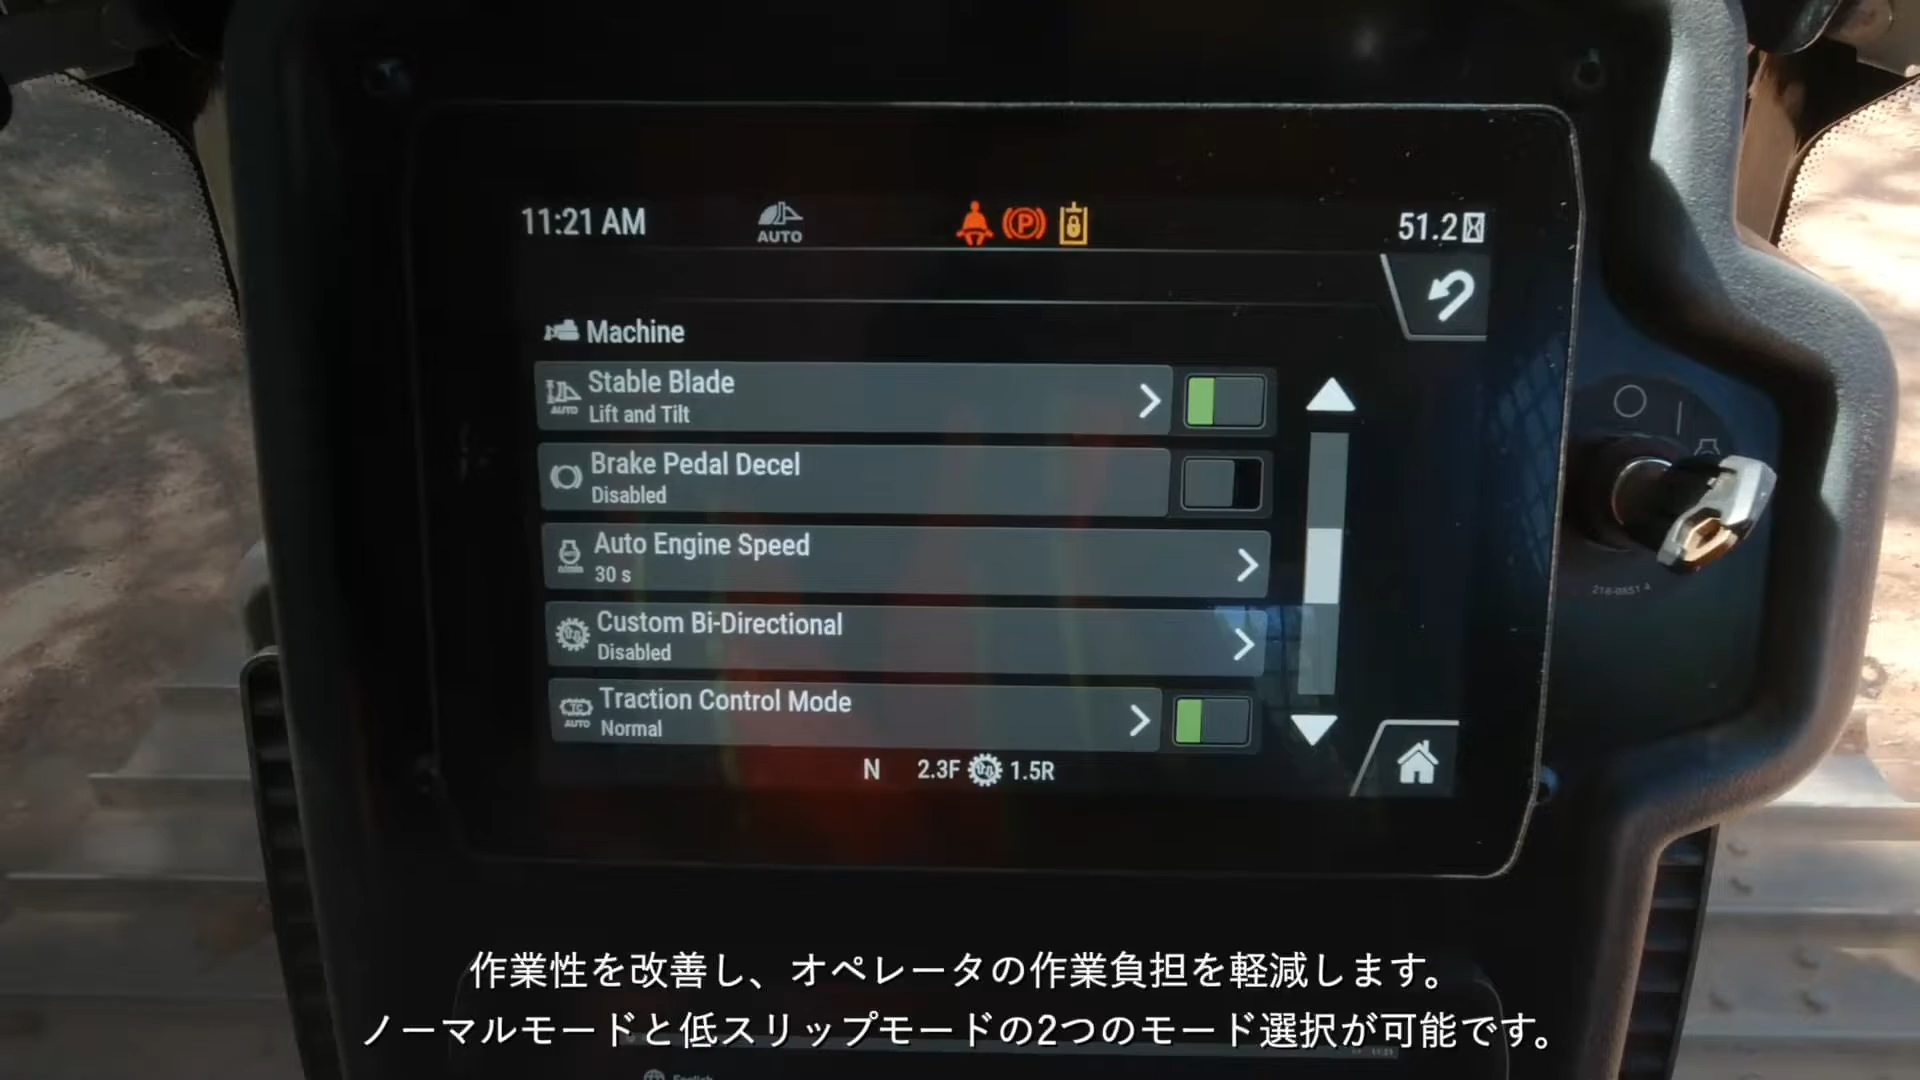 11:21 AM
AUTO
P
51.2
Machine
Stable Blade
AUTO
Lift and Tilt
Brake Pedal Decel
Disabled
Auto Engine Speed
30 s
Custom Bi-Directional
Disabled
Traction Control Mode
TC
AUTO
Normal
N 2.3F 1.5R
作業性を改善し、オペレータの作業負担を軽減します。
ノーマルモードと低スリップモードの2つのモード選択が可能です。
English